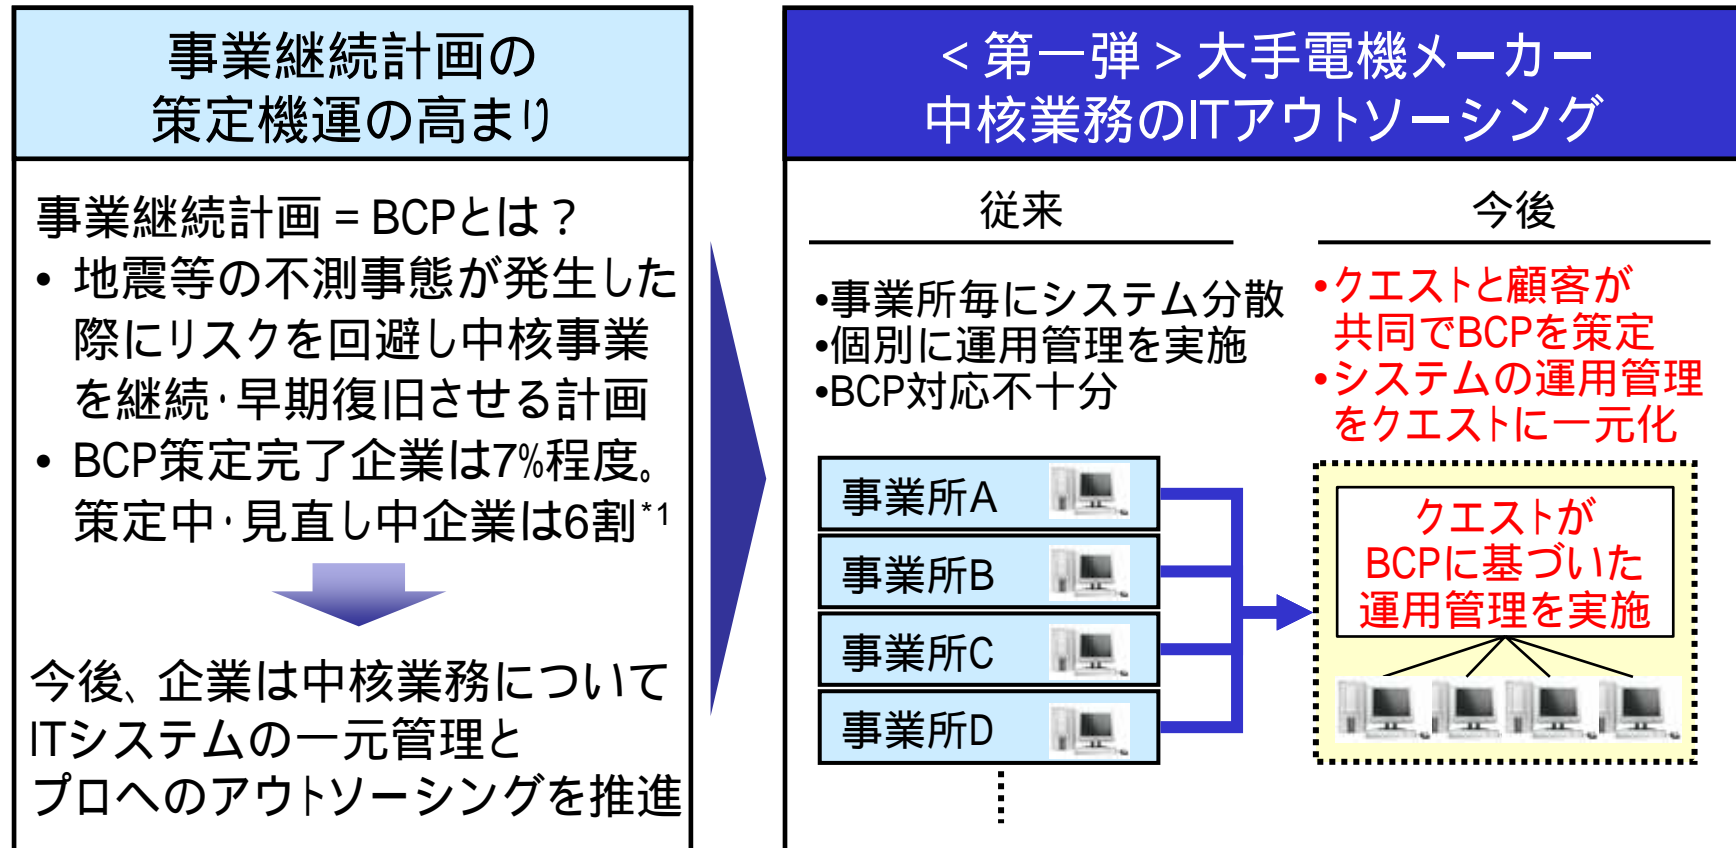 事業継続計画の
策定機運の高まり
事業継続計画 = BCPとは？
• 地震等の不測事態が発生した
際にリスクを回避し中核事業
を継続・早期復旧させる計画
• BCP策定完了企業は7%程度。
策定中・見直し中企業は6割*1
今後、企業は中核業務について
ITシステムの一元管理と
プロへのアウトソーシングを推進
<第一弾>大手電機メーカー
中核業務のITアウトソーシング
従来
•事業所毎にシステム分散
•個別に運用管理を実施
•BCP対応不十分
事業所A
事業所B
事業所C
事業所D
今後
•クエストと顧客が
共同でBCPを策定
•システムの運用管理
をクエストに一元化
クエストが
BCPに基づいた
運用管理を実施